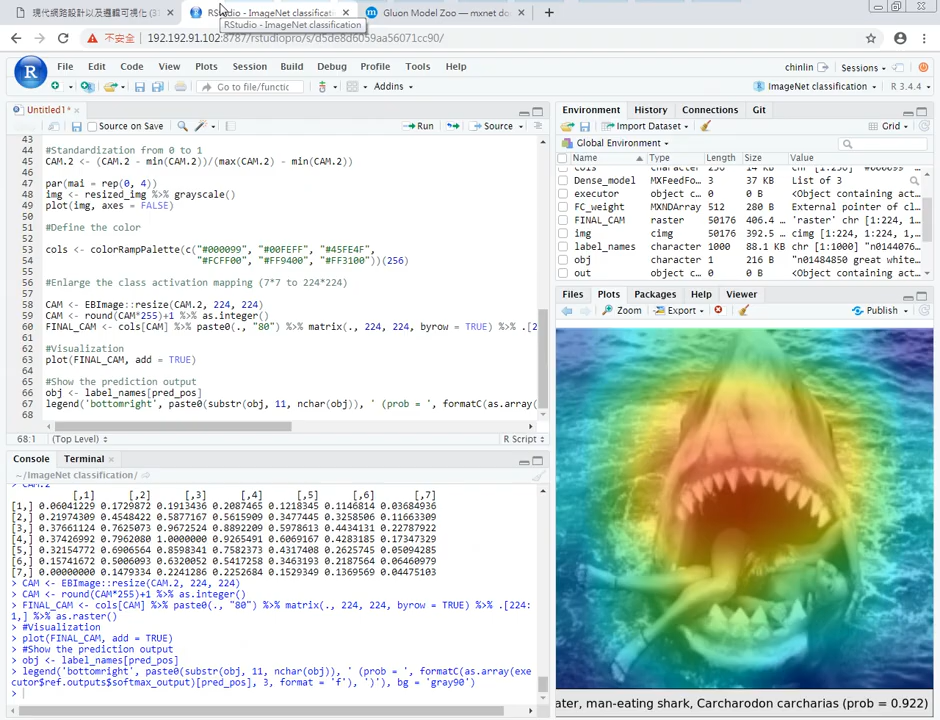 現代網路設計以及邏輯可視化 (31
RStudio - ImageNet classificati
Gluon Model Zoo — mxnet do
RStudio - ImageNet classification
不安全
192.192.91.102:8787/rstudiopro/s/d5de8d6059aa56071cc90/
File Edit Code View Plots Session Build Debug Profile Tools Help
chinlin
Sessions
Go to file/functic
Addins
ImageNet classification
R 3.4.4
Untitled1*
Source on Save
Run
Source
43
44 #Standardization from 0 to 1
45 CAM.2 <- (CAM.2 - min(CAM.2))/(max(CAM.2) - min(CAM.2))
46
47 par(mai = rep(0, 4))
48 img <- resized_img %>% grayscale()
49 plot(img, axes = FALSE)
50
51 #Define the color
52
53 cols <- colorRampPalette(c("#000099", "#00FEFF", "#45FE4F",
54 "#FCFF00", "#FF9400", "#FF3100"))(256)
55
56 #Enlarge the class activation mapping (7*7 to 224*224)
57
58 CAM <- EBImage::resize(CAM.2, 224, 224)
59 CAM <- round(CAM*255)+1 %>% as.integer()
60 FINAL_CAM <- cols[CAM] %>% paste0(., "80") %>% matrix(., 224, 224, byrow = TRUE) %>% .[2
61
62 #Visualization
63 plot(FINAL_CAM, add = TRUE)
64
65 #Show the prediction output
66 obj <- label_names[pred_pos]
67 legend('bottomright', paste0(substr(obj, 11, nchar(obj)), ' (prob = ', formatC(as.array(
68
68:1 (Top Level) R Script
Console Terminal
~/ImageNet classification/
CAM.2
[,1] [,2] [,3] [,4] [,5] [,6] [,7]
[1,] 0.06041229 0.1729872 0.1913436 0.2087465 0.1218345 0.1146814 0.03684936
[2,] 0.21974309 0.4548422 0.5877167 0.5615909 0.3477445 0.3258506 0.11663309
[3,] 0.37661124 0.7625073 0.9672524 0.8892209 0.5978613 0.4434131 0.22787922
[4,] 0.37426992 0.7962080 1.0000000 0.9265491 0.6069167 0.4283185 0.17347329
[5,] 0.32154772 0.6906564 0.8598341 0.7582373 0.4317408 0.2625745 0.05094285
[6,] 0.15741672 0.5063098 0.6320052 0.5417258 0.3463193 0.2187564 0.06460979
[7,] 0.00000000 0.1479334 0.2241286 0.2252684 0.1529349 0.1369569 0.04475103
> CAM <- EBImage::resize(CAM.2, 224, 224)
> CAM <- round(CAM*255)+1 %>% as.integer()
> FINAL_CAM <- cols[CAM] %>% paste0(., "80") %>% matrix(., 224, 224, byrow = TRUE) %>% .[224:
1,] %>% as.raster()
> #Visualization
> plot(FINAL_CAM, add = TRUE)
> #Show the prediction output
> obj <- label_names[pred_pos]
> legend('bottomright', paste0(substr(obj, 11, nchar(obj)), ' (prob = ', formatC(as.array(exe
cutor$ref.outputs$softmax_output)[pred_pos], 3, format = 'f'), ')'), bg = 'gray90')
>
Environment History Connections Git
Import Dataset
Grid
Global Environment
Name Type Length Size Value
cols character
Dense_model MXFeedFo... 3 37 MB List of 3
executor object c... 0 0 B <Object containing ac
FC_weight MXNDArray 512 280 B External pointer of cl
FINAL_CAM raster 50176 406.4 ... 'raster' chr [1:224, 1
img cimg 50176 392.5 ... cimg [1:224, 1:224, 1,
label_names character 1000 88.1 KB chr [1:1000] "n0144076
obj character 1 216 B "n01484850 great white
out object c... 0 0 B <Object containing ac
Files Plots Packages Help Viewer
Zoom Export Publish
ater, man-eating shark, Carcharodon carcharias (prob = 0.922)